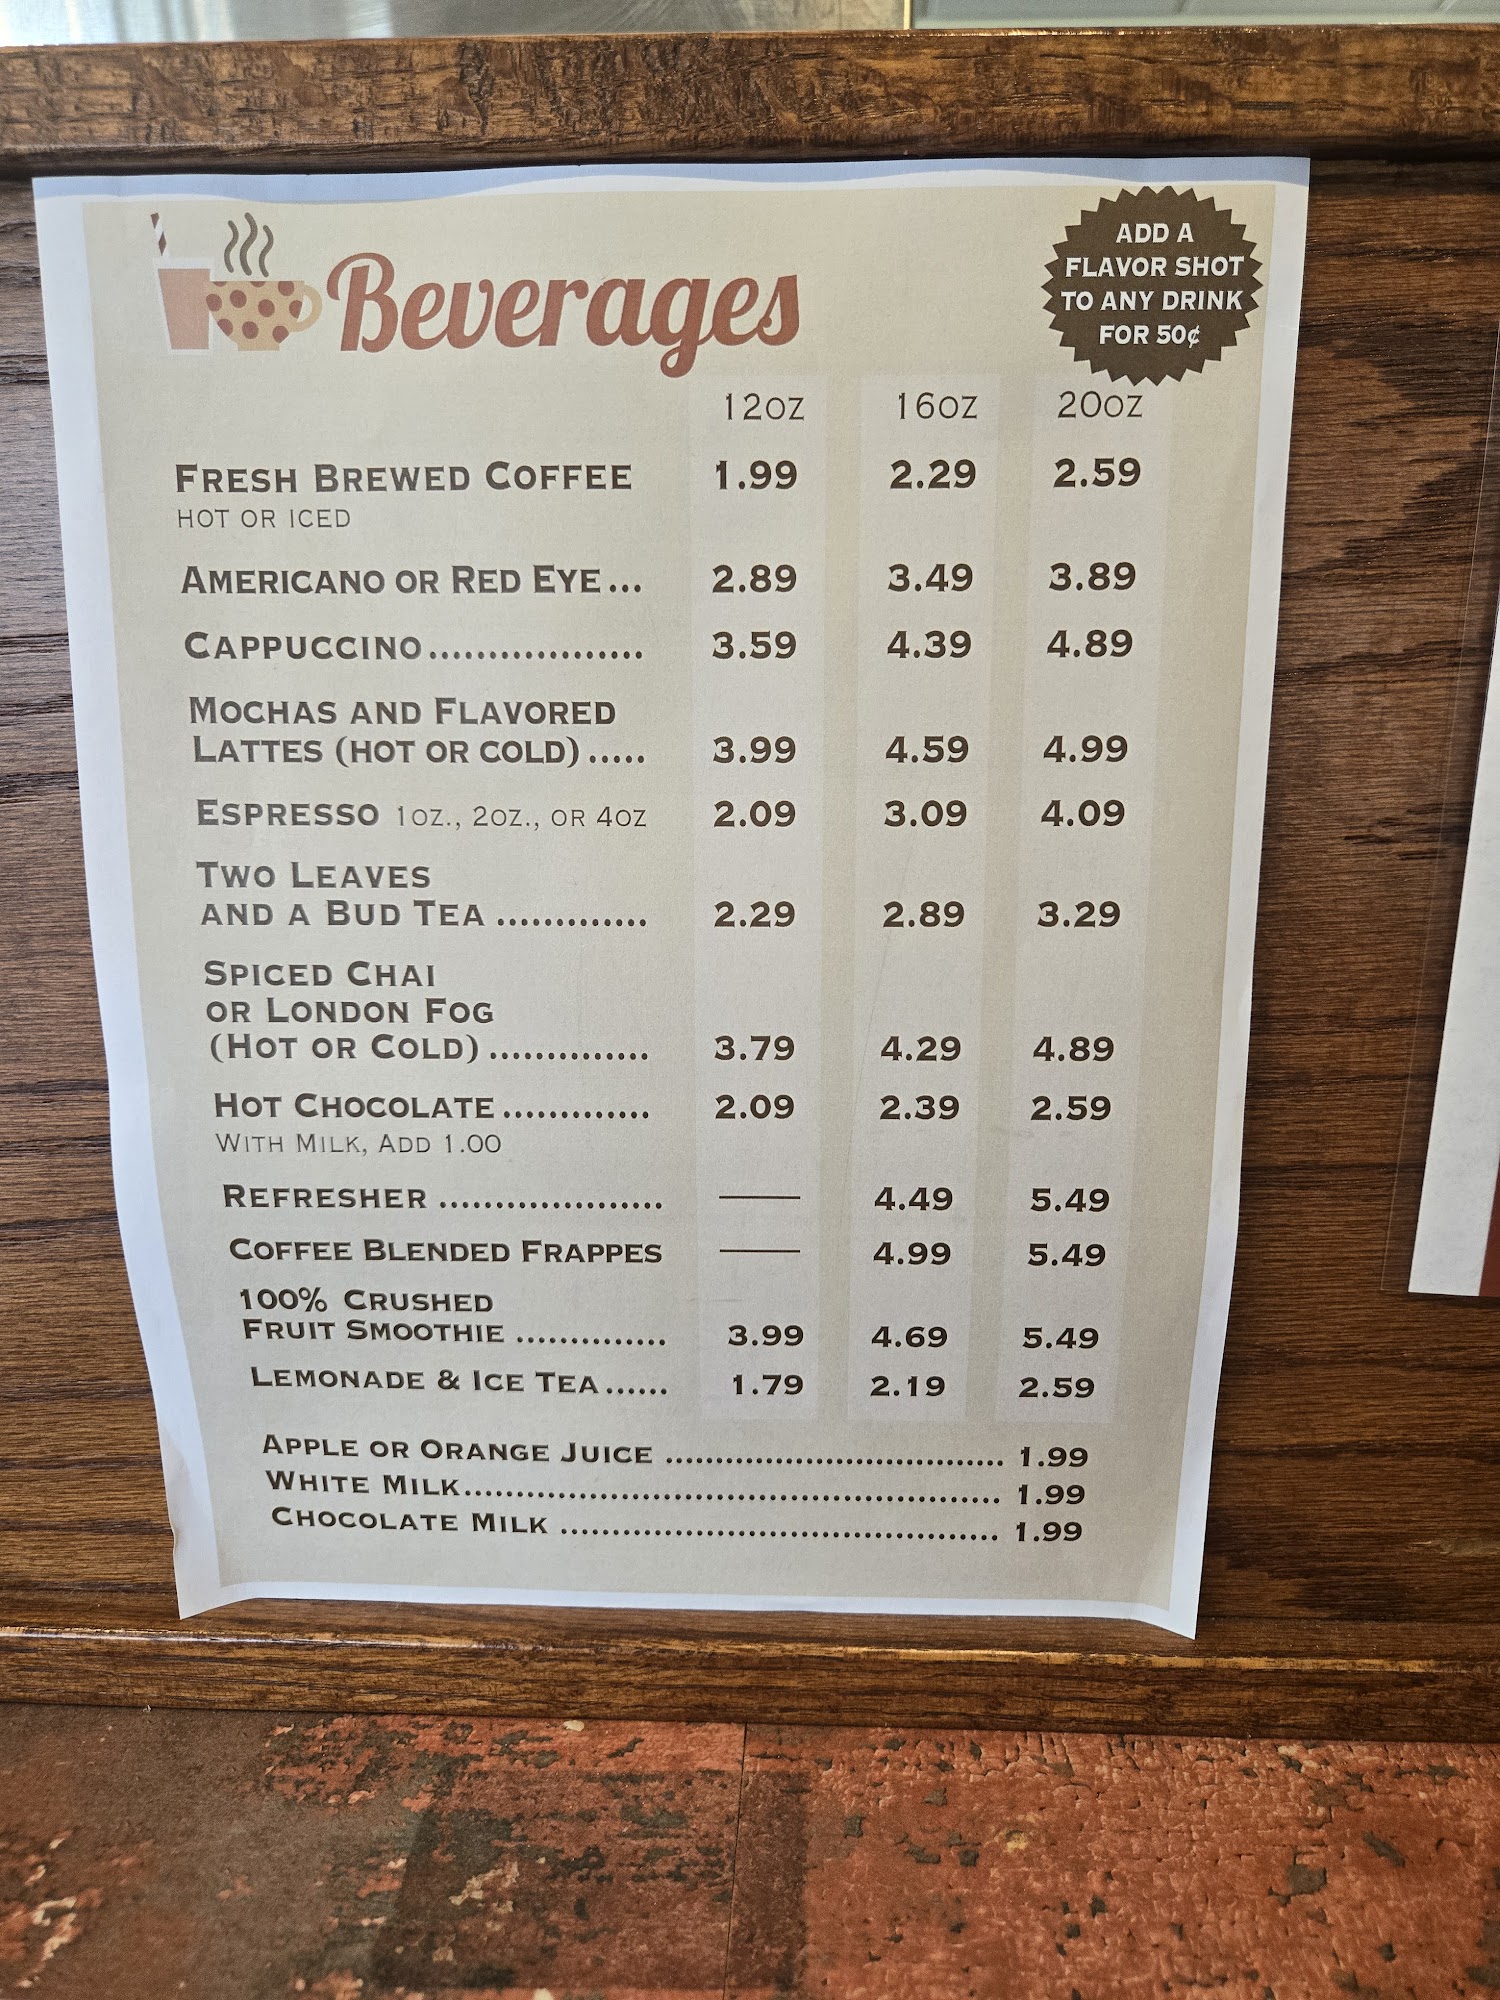 Beverages
ADD A
FLAVOR SHOT
TO ANY DRINK
FOR 50¢
12OZ 16OZ 20OZ
FRESH BREWED COFFEE 1.99 2.29 2.59
HOT OR ICED
AMERICANO OR RED EYE... 2.89 3.49 3.89
CAPPUCCINO.................. 3.59 4.39 4.89
MOCHAS AND FLAVORED
LATTES (HOT OR COLD)..... 3.99 4.59 4.99
ESPRESSO 1OZ., 2OZ., OR 4OZ 2.09 3.09 4.09
TWO LEAVES
AND A BUD TEA ............. 2.29 2.89 3.29
SPICED CHAI
OR LONDON FOG
(HOT OR COLD) .............. 3.79 4.29 4.89
HOT CHOCOLATE ............. 2.09 2.39 2.59
WITH MILK, ADD 1.00
REFRESHER .................... —— 4.49 5.49
COFFEE BLENDED FRAPPES —— 4.99 5.49
100% CRUSHED
FRUIT SMOOTHIE .............. 3.99 4.69 5.49
LEMONADE & ICE TEA...... 1.79 2.19 2.59
APPLE OR ORANGE JUICE .................................. 1.99
WHITE MILK..................................................... 1.99
CHOCOLATE MILK .......................................... 1.99